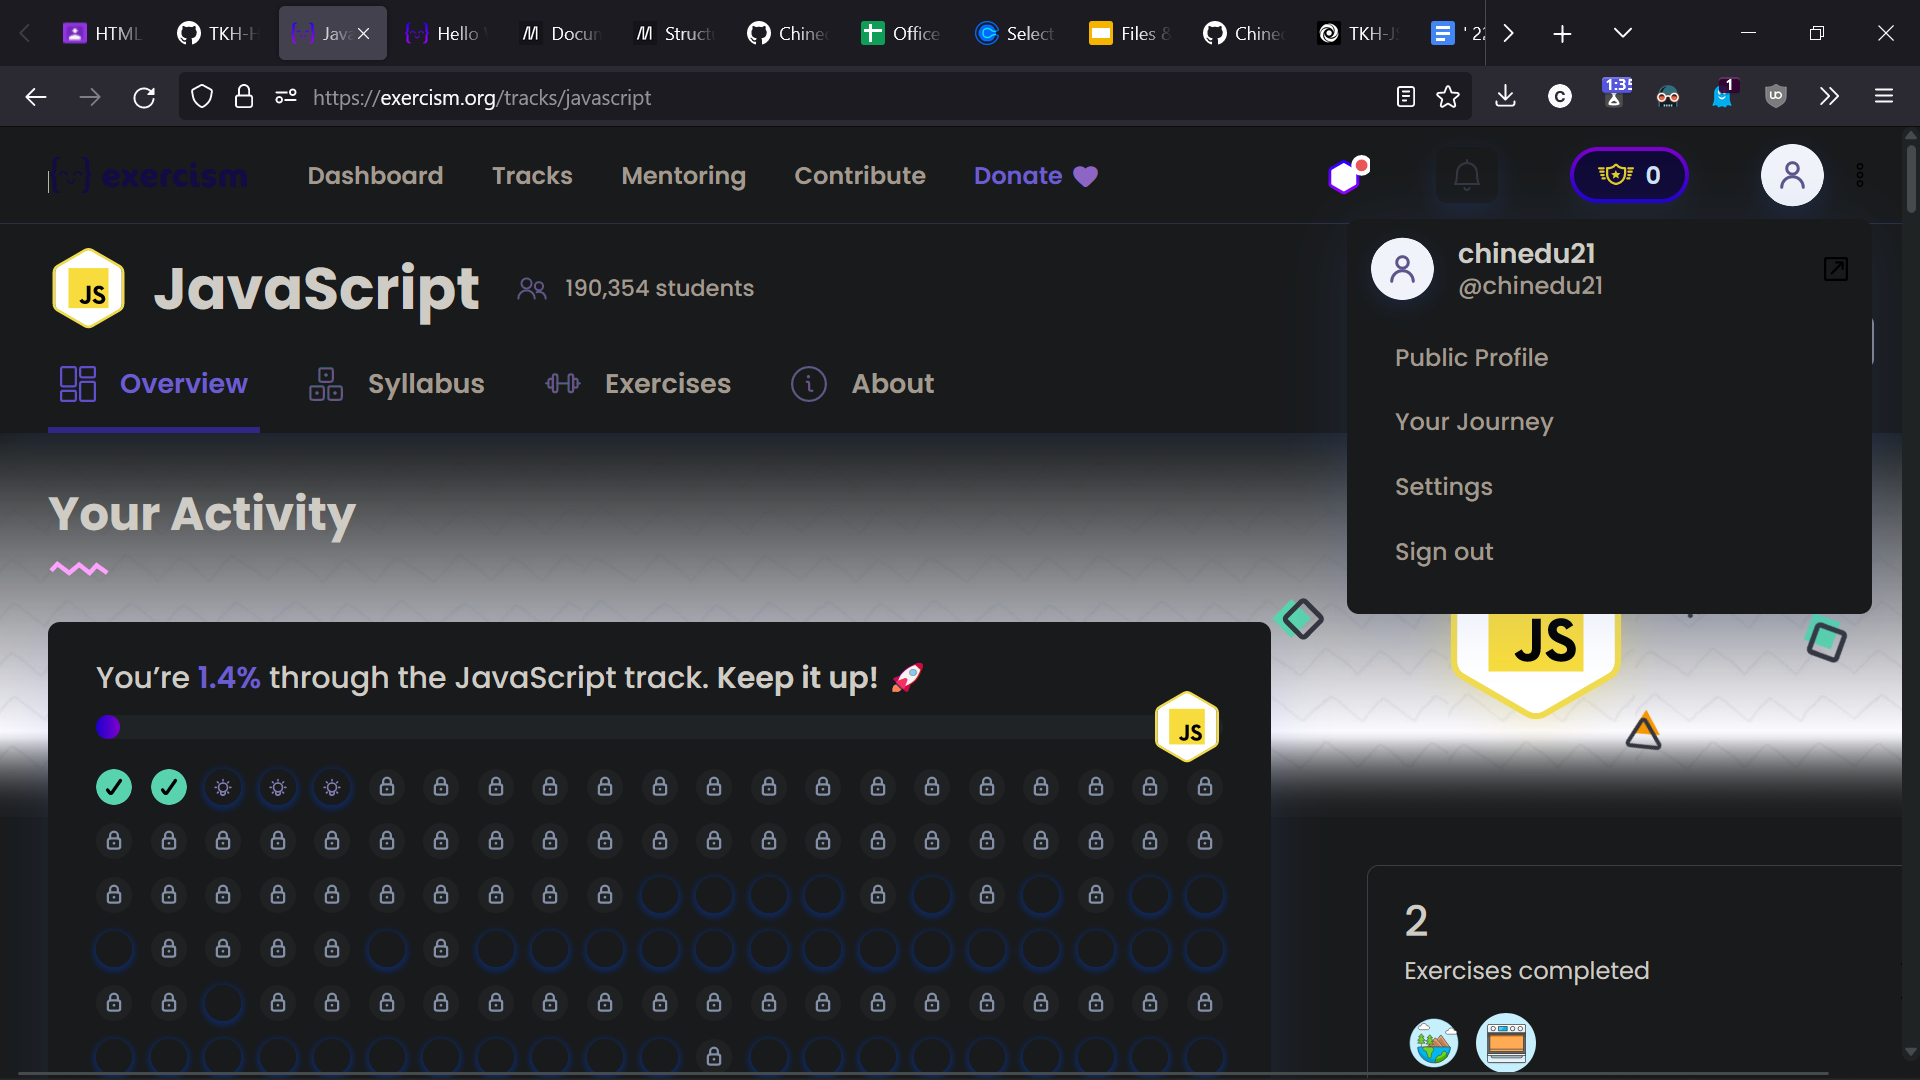 HTML
TKH-H
Java
Hello
Docun
Struct
Chine
Office
Select
Files &
Chine
TKH-J
' 22
https://exercism.org/tracks/javascript
1:35
1
exercism
Dashboard
Tracks
Mentoring
Contribute
Donate
0
JS
JavaScript
190,354 students
chinedu21
@chinedu21
Public Profile
Your Journey
Settings
Sign out
Overview
Syllabus
Exercises
About
Your Activity
JS
You’re 1.4% through the JavaScript track. Keep it up! 🚀
JS
2
Exercises completed